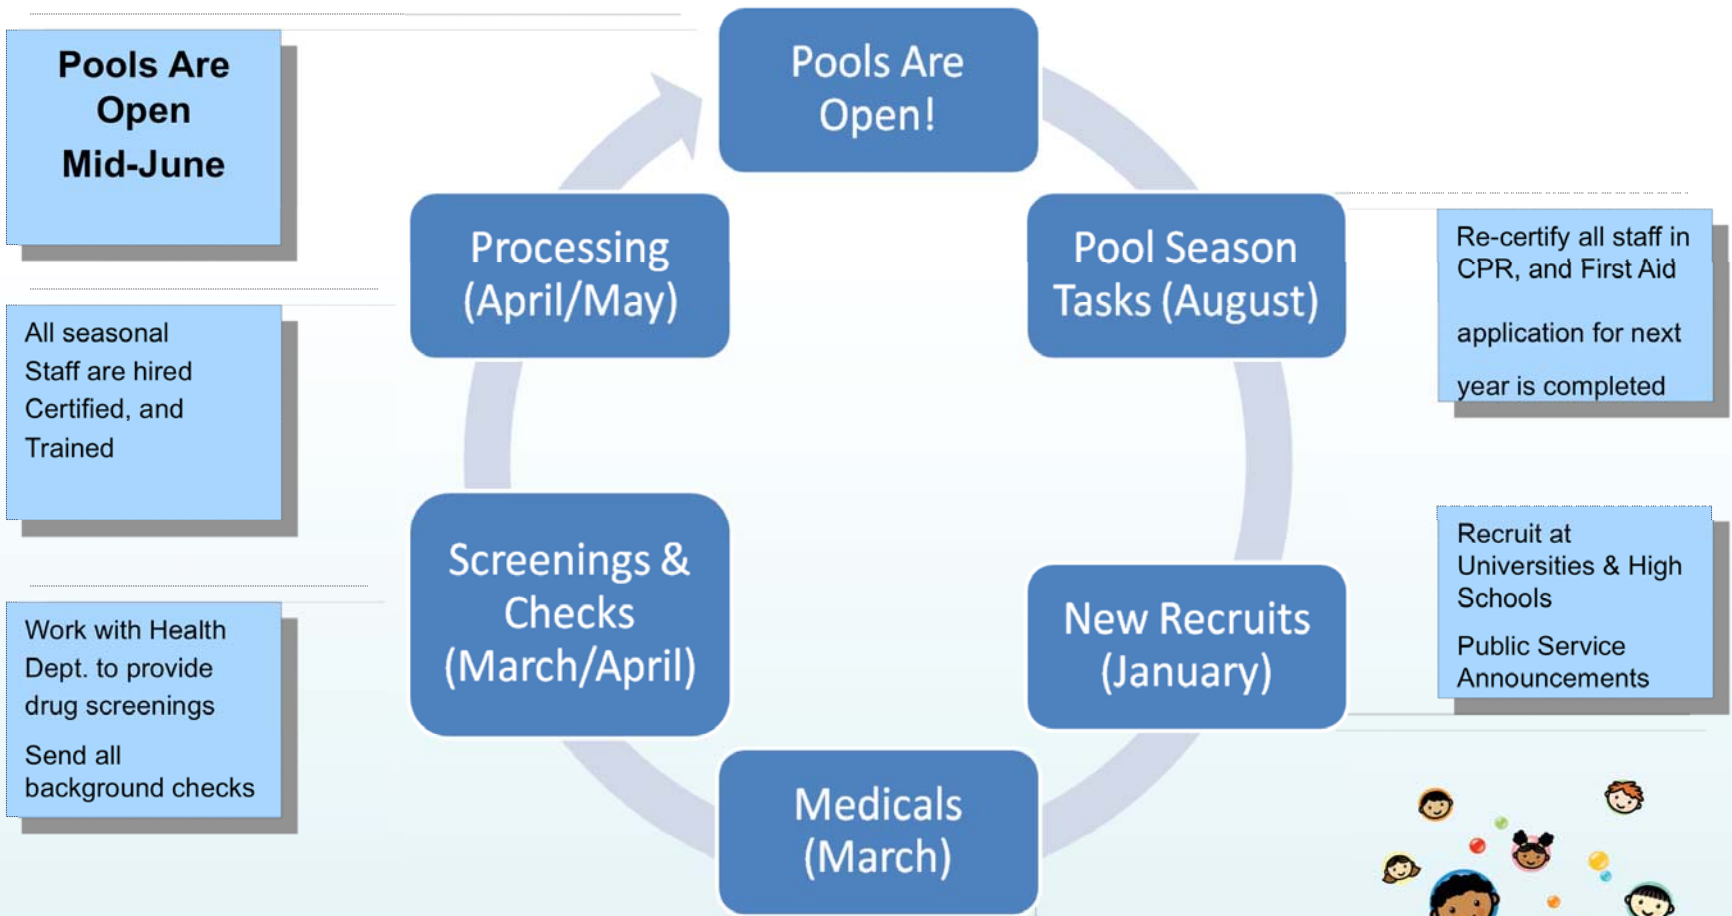 Pools Are
Open
Mid-June
All seasonal
Staff are hired
Certified, and
Trained
Work with Health
Dept. to provide
drug screenings
Send all
background checks
Pools Are
Open!
Pool Season
Tasks (August)
New Recruits
(January)
Medicals
(March)
Screenings &
Checks
(March/April)
Processing
(April/May)
Re-certify all staff in
CPR, and First Aid
application for next
year is completed
Recruit at
Universities & High
Schools
Public Service
Announcements